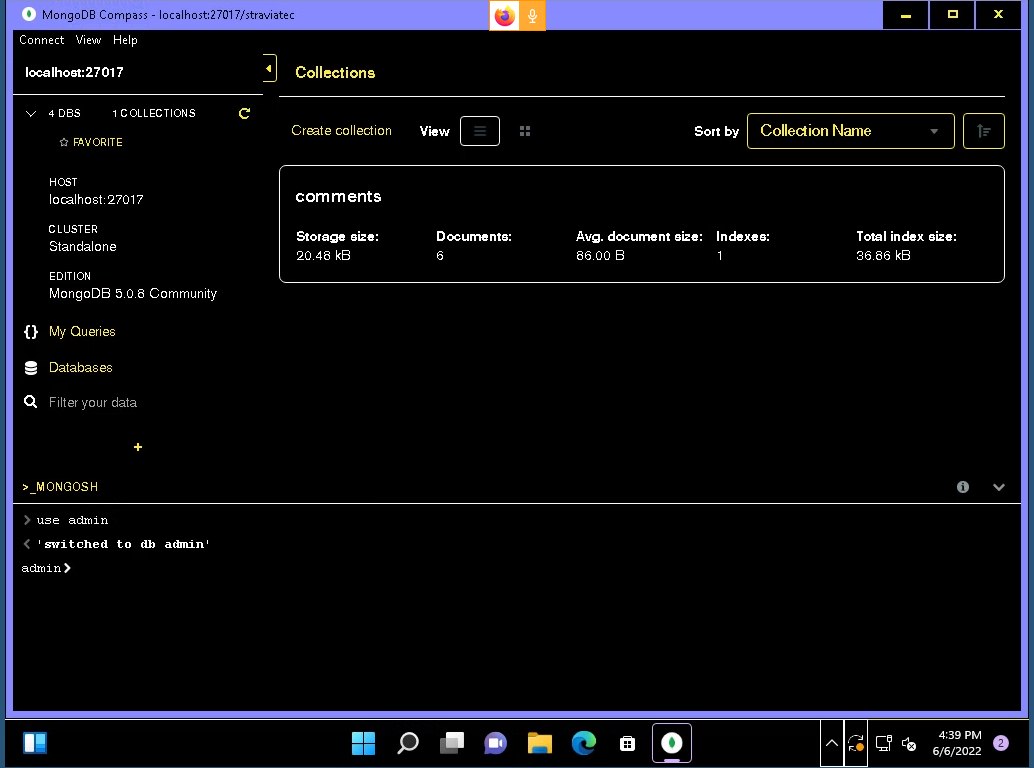 MongoDB Compass - localhost:27017/straviatec
Connect View Help
localhost:27017
Collections
4 DBS 1 COLLECTIONS
FAVORITE
Create collection View Sort by Collection Name
HOST
localhost:27017
CLUSTER
Standalone
EDITION
MongoDB 5.0.8 Community
comments
Storage size: Documents: Avg. document size: Indexes: Total index size:
20.48 kB 6 86.00 B 1 36.86 kB
{} My Queries
Databases
Filter your data
+
>_MONGOSH
> use admin
< 'switched to db admin'
admin>
4:39 PM
6/6/2022
2